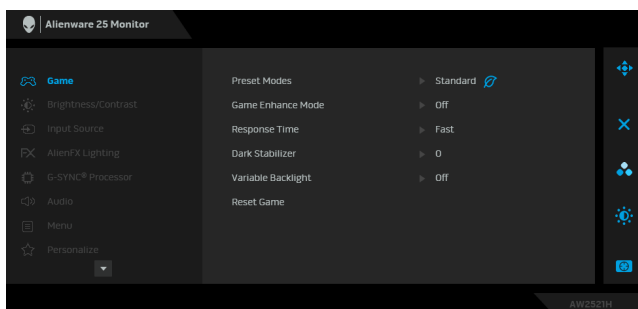 Alienware 25 Monitor
Game
Preset Modes Standard
Brightness/Contrast
Game Enhance Mode Off
Input Source
Response Time Fast
FX AlienFX Lighting
Dark Stabilizer 0
G-SYNC® Processor
Variable Backlight Off
Audio
Reset Game
Menu
Personalize
AW2521H